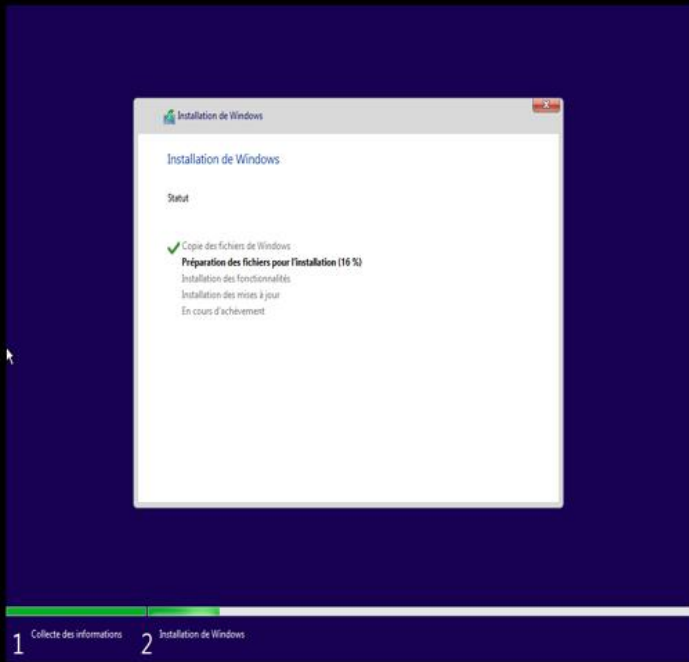 Installation de Windows
Installation de Windows
Statut
Copie des fichiers de Windows
Préparation des fichiers pour l'installation (16 %)
Installation des fonctionnalités
Installation des mises à jour
En cours d'achèvement
1 Collecte des informations 2 Installation de Windows